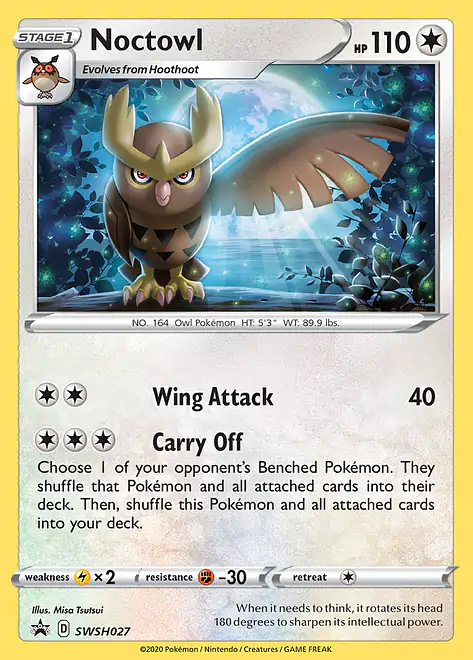 STAGE 1 Noctowl HP 110
Evolves from Hoothoot
NO. 164 Owl Pokémon HT: 5'3" WT: 89.9 lbs.
Wing Attack 40
Carry Off
Choose 1 of your opponent's Benched Pokémon. They
shuffle that Pokémon and all attached cards into their
deck. Then, shuffle this Pokémon and all attached cards
into your deck.
weakness ×2 resistance -30 retreat
Illus. Misa Tsutsui
When it needs to think, it rotates its head
180 degrees to sharpen its intellectual power.
D SWSH027
©2020 Pokémon / Nintendo / Creatures / GAME FREAK